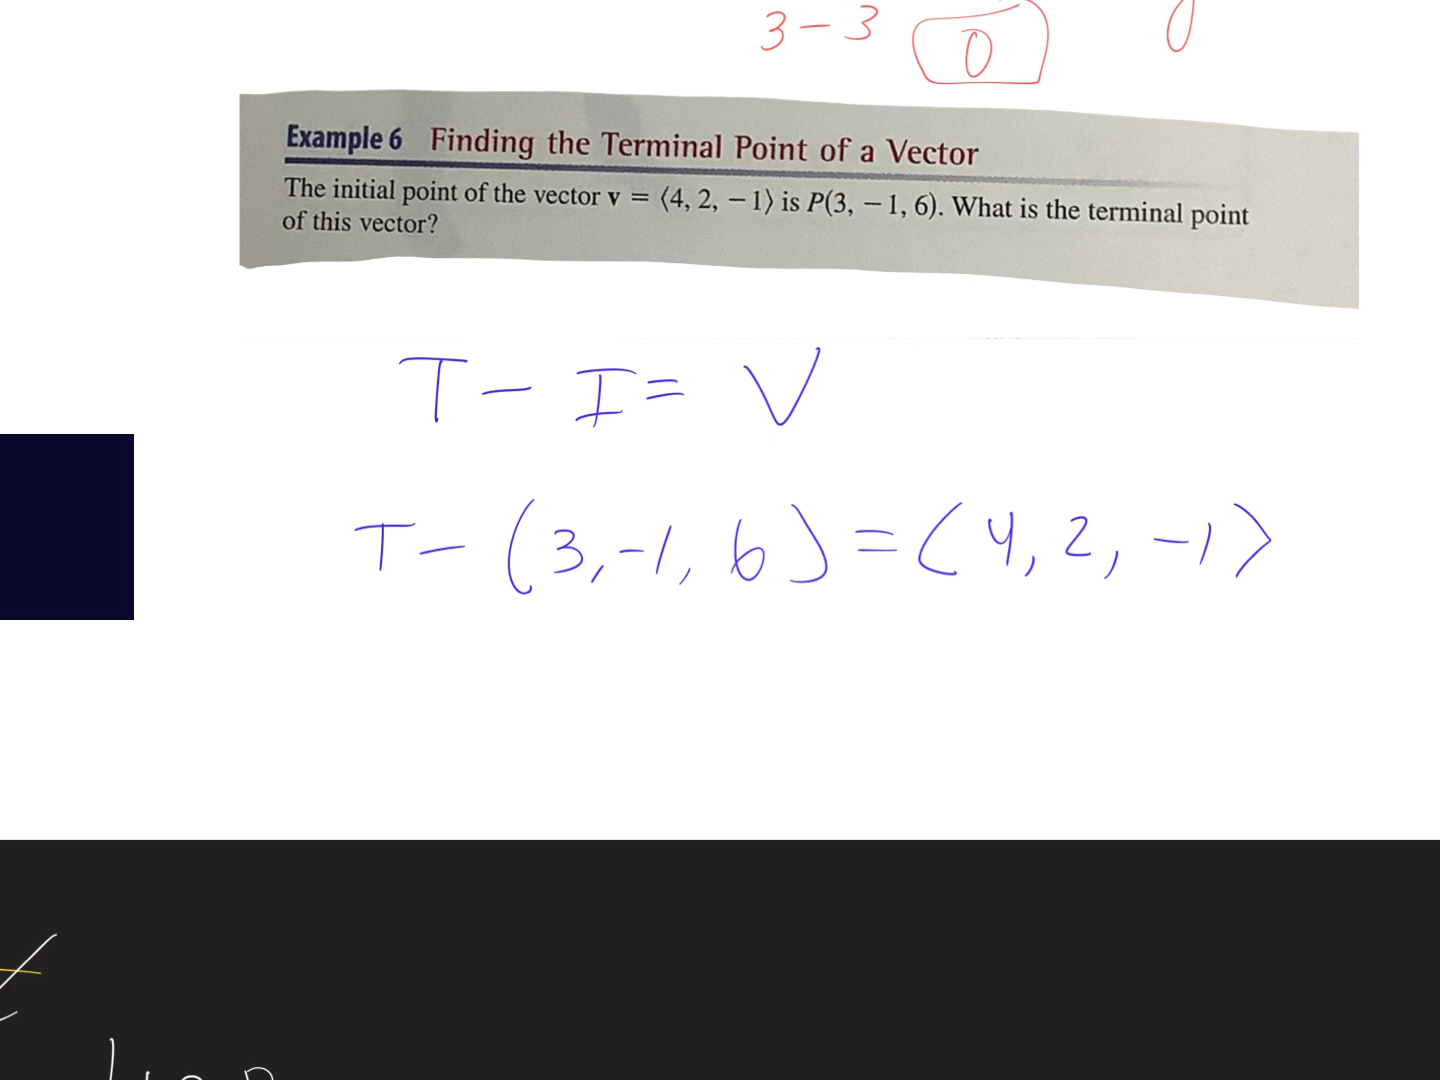 3 - 3 0 0
Example 6 Finding the Terminal Point of a Vector
The initial point of the vector v = ⟨4, 2, −1⟩ is P(3, −1, 6). What is the terminal point
of this vector?
T - I = V
T - (3, -1, 6) = ⟨4, 2, -1⟩